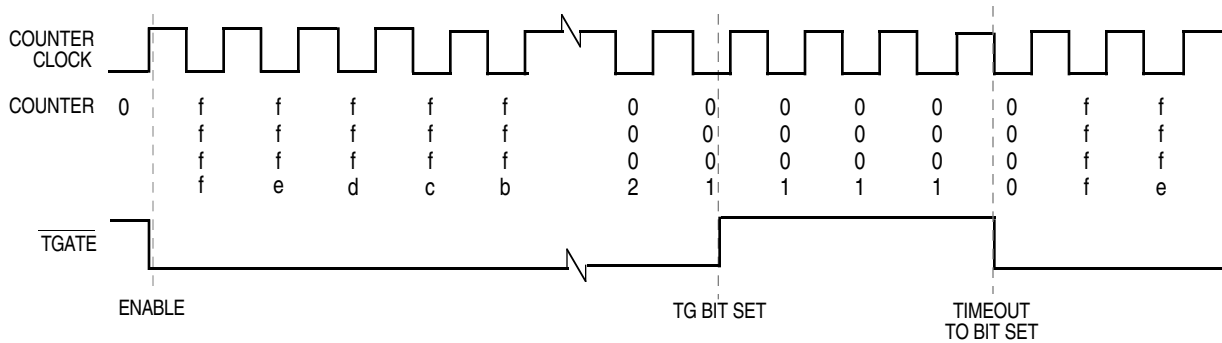 COUNTER
CLOCK
COUNTER 0 f f f f f 0 0 0 0 0 0 f f
f f f f f 0 0 0 0 0 0 f f
f f f f f 0 0 0 0 0 0 f f
f e d c b 2 1 1 1 1 0 f e
TGATE
ENABLE
TG BIT SET
TIMEOUT
TO BIT SET